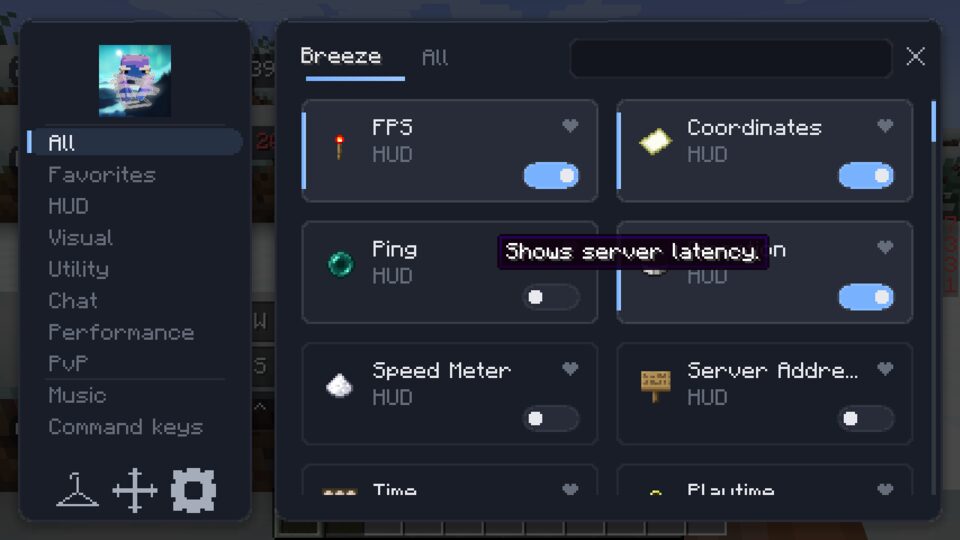 Breeze
All
All
Favorites
HUD
Visual
Utility
Chat
Performance
PvP
Music
Command keys
FPS
HUD
Coordinates
HUD
Ping
HUD
Shows server latency.
HUD
Speed Meter
HUD
Server Addre...
HUD
Time
Playtime
39
W
S